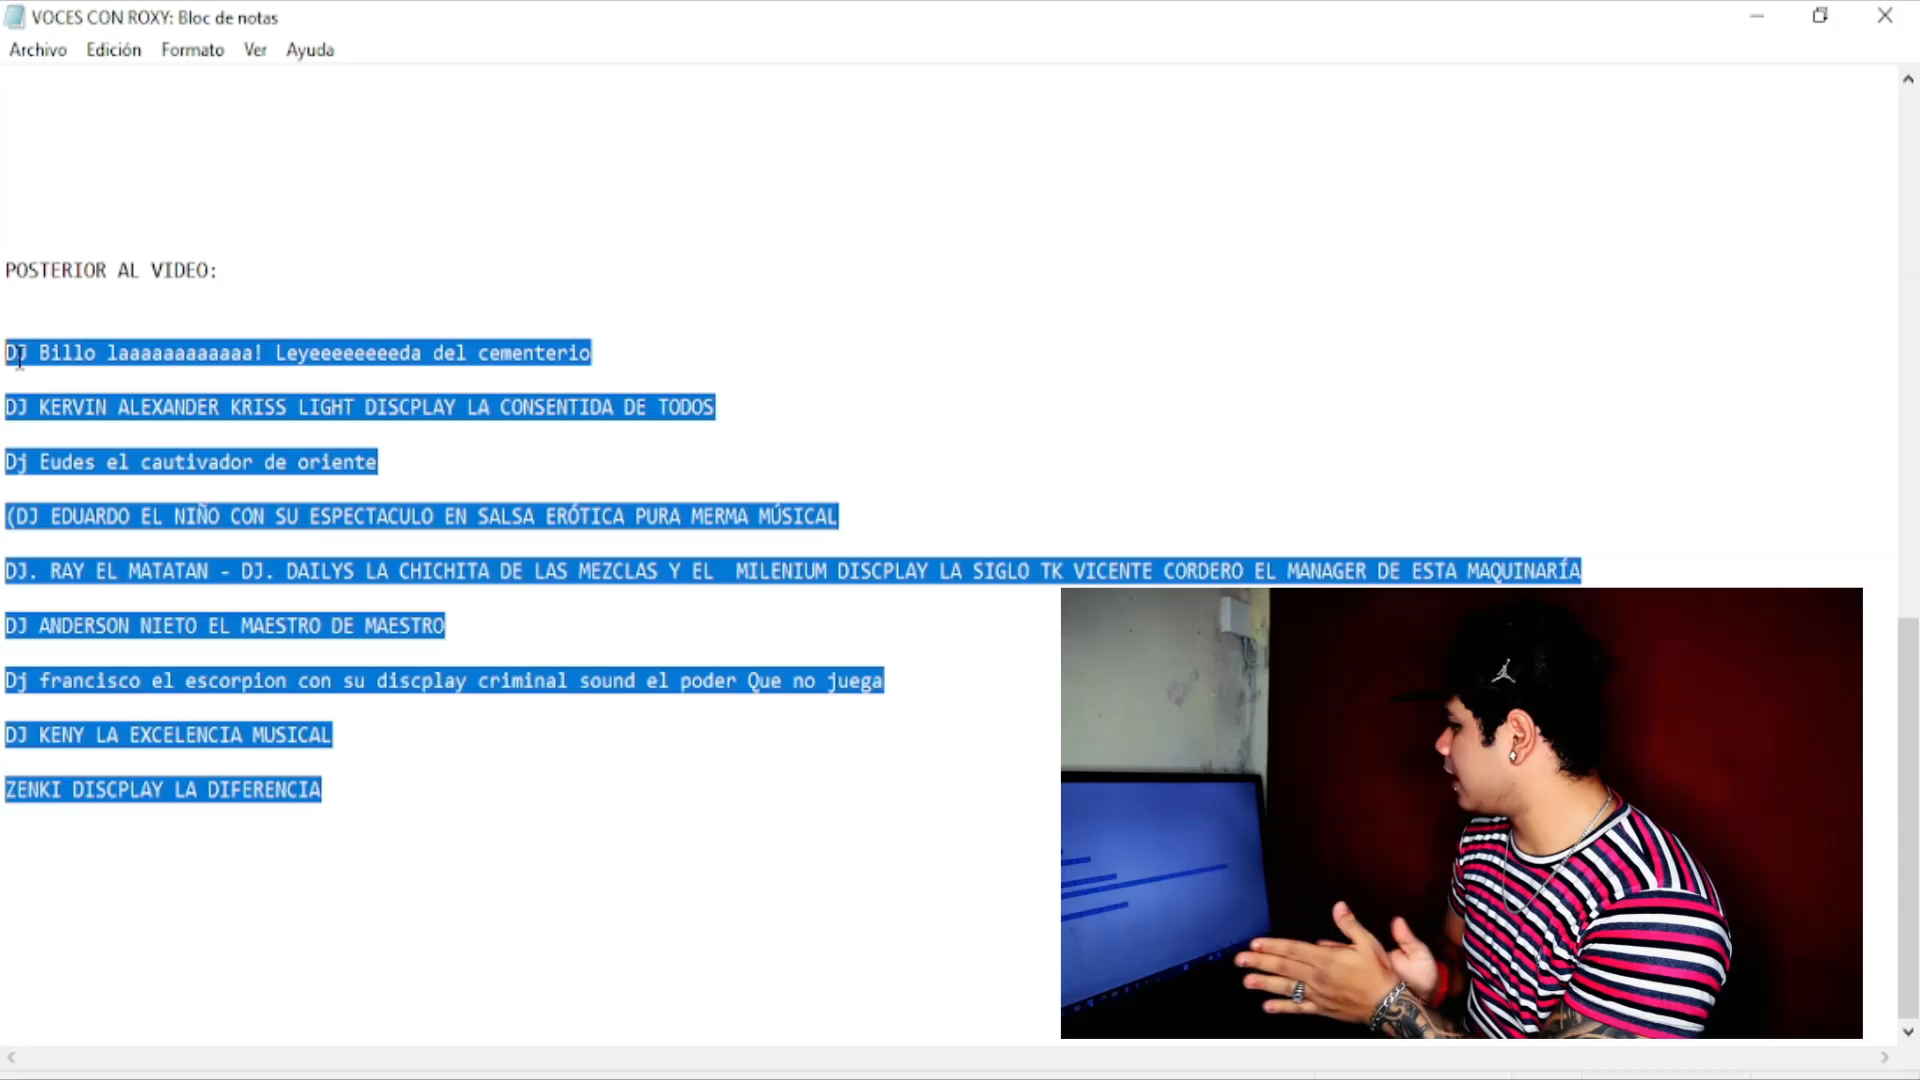 VOCES CON ROXY: Bloc de notas
Archivo Edición Formato Ver Ayuda
POSTERIOR AL VIDEO:
DJ Billo laaaaaaaaaaaa! Leyeeeeeeeeda del cementerio
DJ KERVIN ALEXANDER KRISS LIGHT DISCPLAY LA CONSENTIDA DE TODOS
Dj Eudes el cautivador de oriente
(DJ EDUARDO EL NIÑO CON SU ESPECTACULO EN SALSA ERÓTICA PURA MERMA MÚSICAL
DJ. RAY EL MATATAN - DJ. DAILYS LA CHICHITA DE LAS MEZCLAS Y EL  MILENIUM DISCPLAY LA SIGLO TK VICENTE CORDERO EL MANAGER DE ESTA MAQUINARÍA
DJ ANDERSON NIETO EL MAESTRO DE MAESTRO
Dj francisco el escorpion con su discplay criminal sound el poder Que no juega
DJ KENY LA EXCELENCIA MUSICAL
ZENKI DISCPLAY LA DIFERENCIA